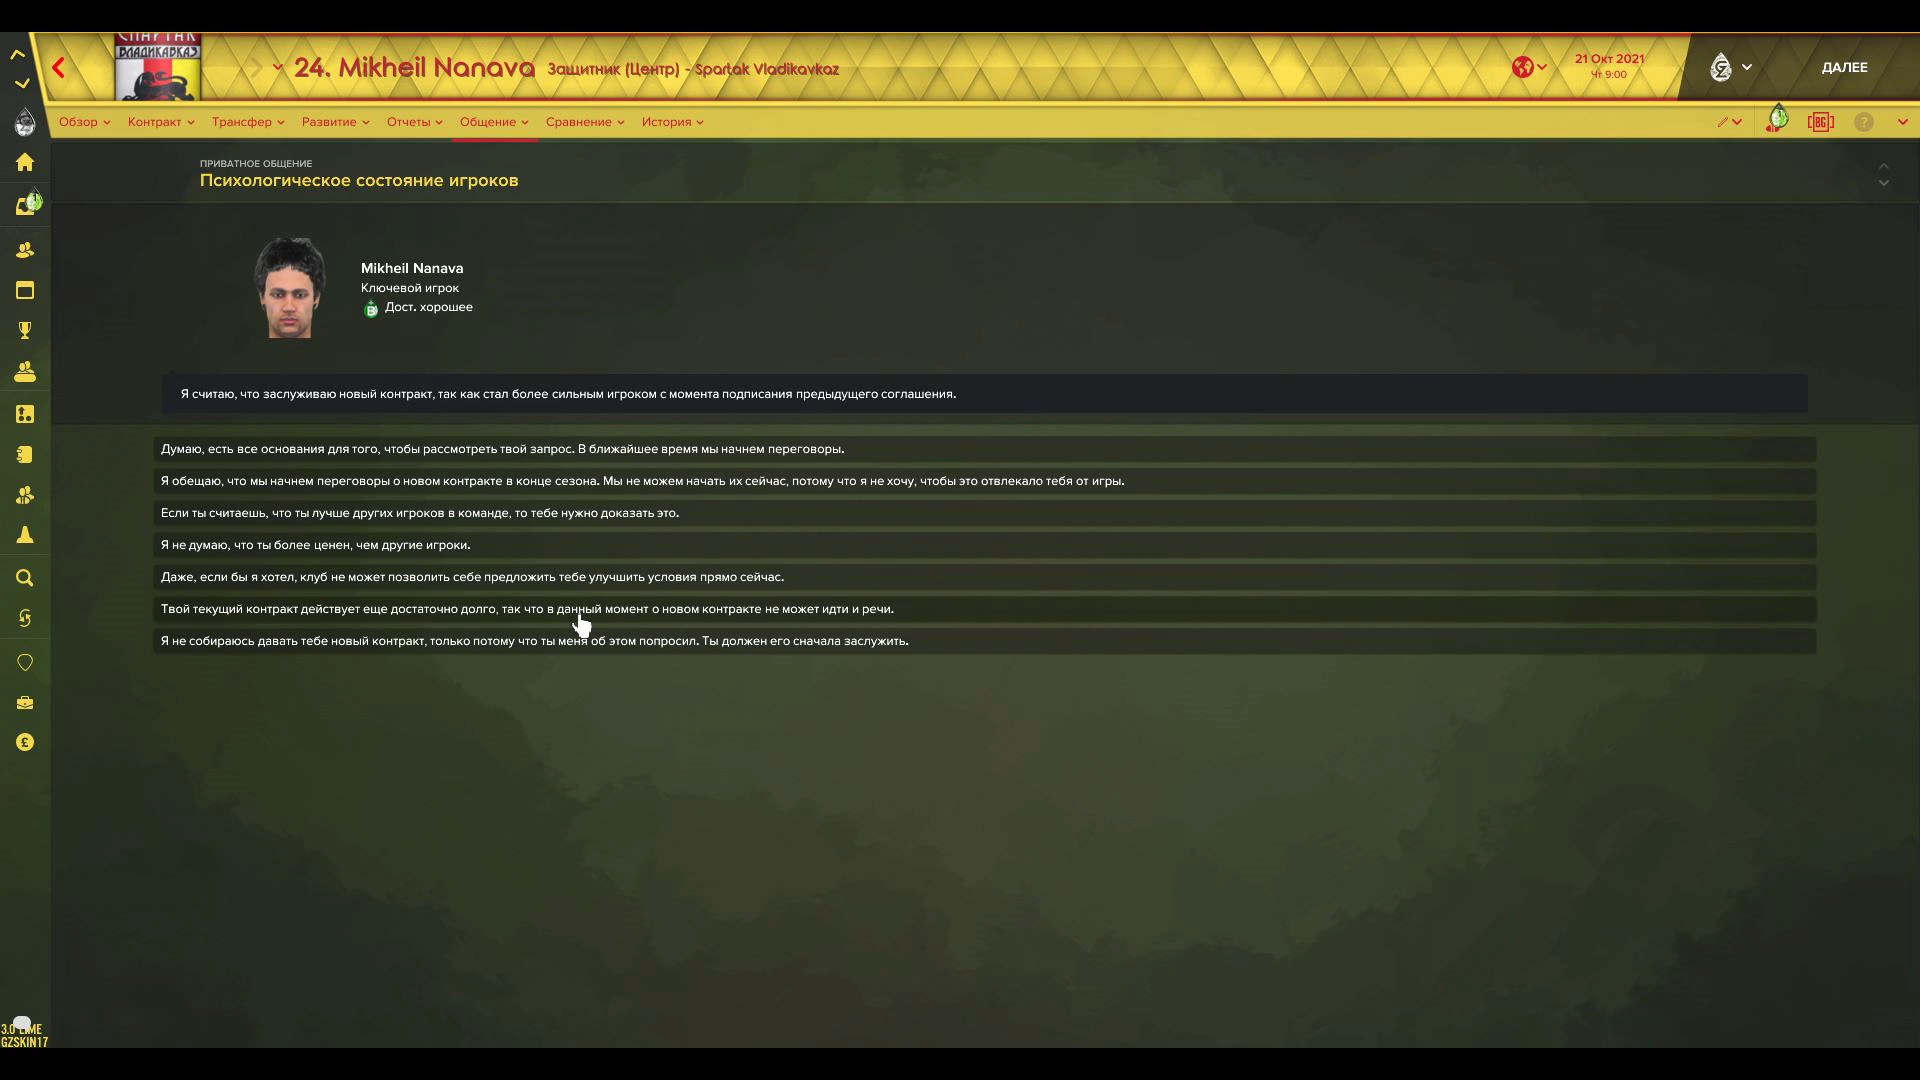 СПАРТАК
ВЛАДИКАВКАЗ
24. Mikheil Nanava Защитник (Центр) - Spartak Vladikavkaz
21 Окт 2021
Чт 9:00
ДАЛЕЕ
Обзор Контракт Трансфер Развитие Отчеты Общение Сравнение История
BG
?
ПРИВАТНОЕ ОБЩЕНИЕ
Психологическое состояние игроков
Mikheil Nanava
Ключевой игрок
Дост. хорошее
Я считаю, что заслуживаю новый контракт, так как стал более сильным игроком с момента подписания предыдущего соглашения.
Думаю, есть все основания для того, чтобы рассмотреть твой запрос. В ближайшее время мы начнем переговоры.
Я обещаю, что мы начнем переговоры о новом контракте в конце сезона. Мы не можем начать их сейчас, потому что я не хочу, чтобы это отвлекало тебя от игры.
Если ты считаешь, что ты лучше других игроков в команде, то тебе нужно доказать это.
Я не думаю, что ты более ценен, чем другие игроки.
Даже, если бы я хотел, клуб не может позволить себе предложить тебе улучшить условия прямо сейчас.
Твой текущий контракт действует еще достаточно долго, так что в данный момент о новом контракте не может идти и речи.
Я не собираюсь давать тебе новый контракт, только потому что ты меня об этом попросил. Ты должен его сначала заслужить.
3.0 LIME
GZSKIN17